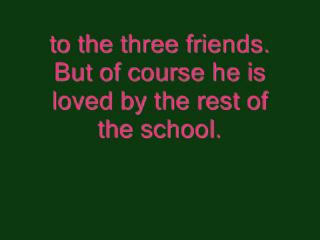 to the three friends.
But of course he is
loved by the rest of
the school.